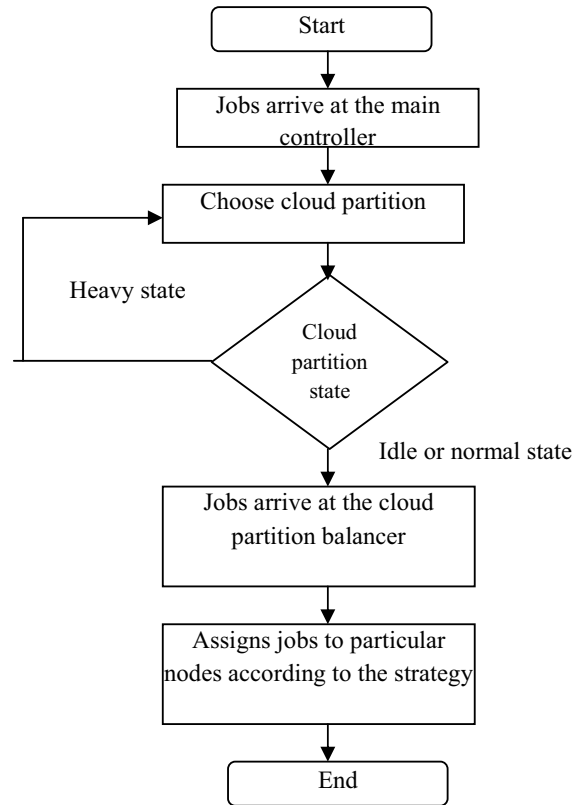 Start
Jobs arrive at the main
controller
Choose cloud partition
Heavy state
Cloud
partition
state
Idle or normal state
Jobs arrive at the cloud
partition balancer
Assigns jobs to particular
nodes according to the strategy
End